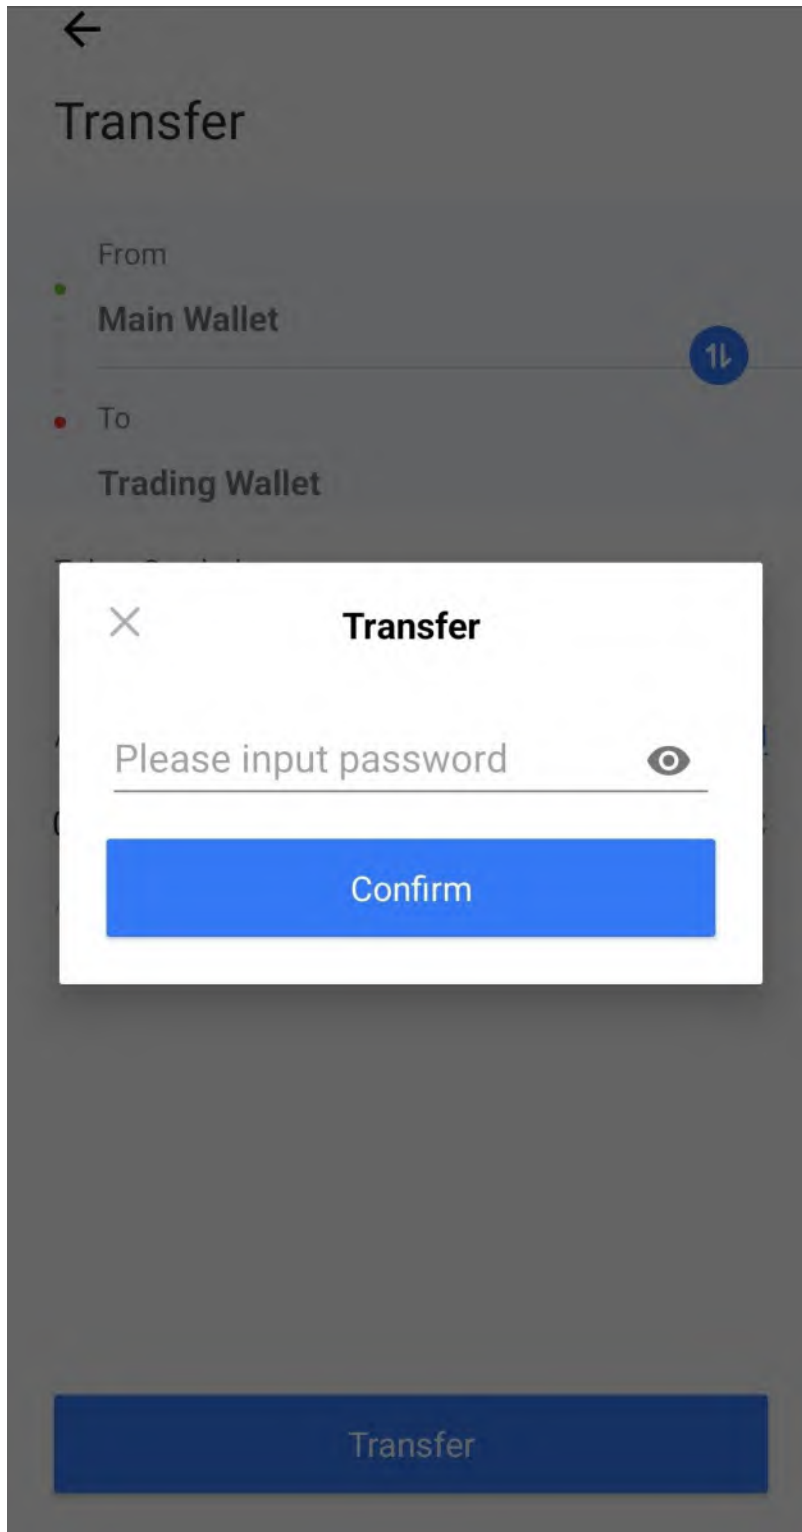 Transfer
From
Main Wallet
To
Trading Wallet
Transfer
Please input password
Confirm
Transfer